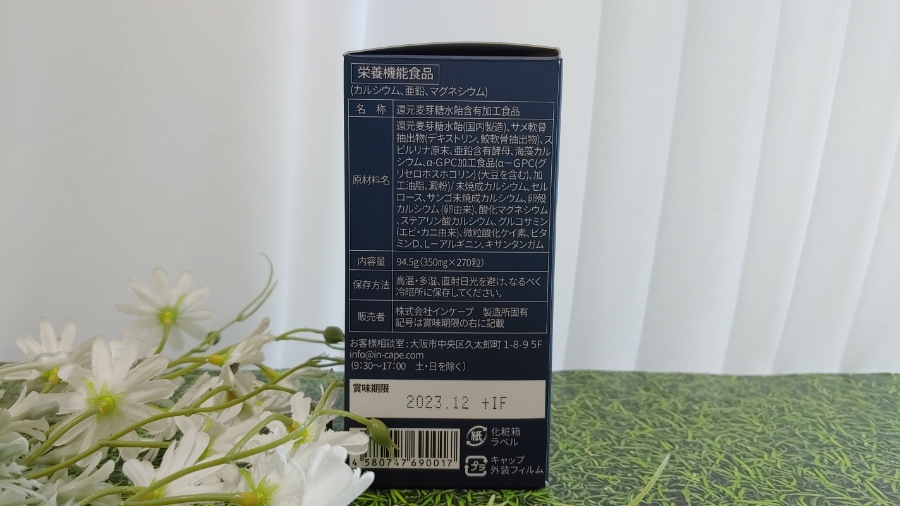 栄養機能食品
(カルシウム、亜鉛、マグネシウム)
名 称 還元麦芽糖水飴含有加工食品
原材料名
還元麦芽糖水飴(国内製造)、サメ軟骨
抽出物(デキストリン、鮫軟骨抽出物)、ス
ピルリナ原末、亜鉛含有酵母、海藻カル
シウム、α-GPC加工食品(α－GPC(グ
リセロホスホコリン)(大豆を含む)、加
工油脂、澱粉)/未焼成カルシウム、セル
ロース、サンゴ未焼成カルシウム、卵殻
カルシウム(卵由来)、酸化マグネシウム
、ステアリン酸カルシウム、グルコサミン
(エビ・カニ由来)、微粒酸化ケイ素、ビタ
ミンD、L－アルギニン、キサンタンガム
内容量 94.5g(350㎎×270粒)
保存方法
高温・多湿、直射日光を避け、なるべく
冷暗所に保存してください。
販売者
株式会社インケープ 製造所固有
記号は賞味期限の右に記載
お客様相談室：大阪市中央区久太郎町 1-8-9 5F
info@in-cape.com
(9：30〜17:00 土・日を除く)
賞味期限
2023.12 +IF
4 580747 690017
紙 化粧箱
ラベル
プラ キャップ
外装フィルム